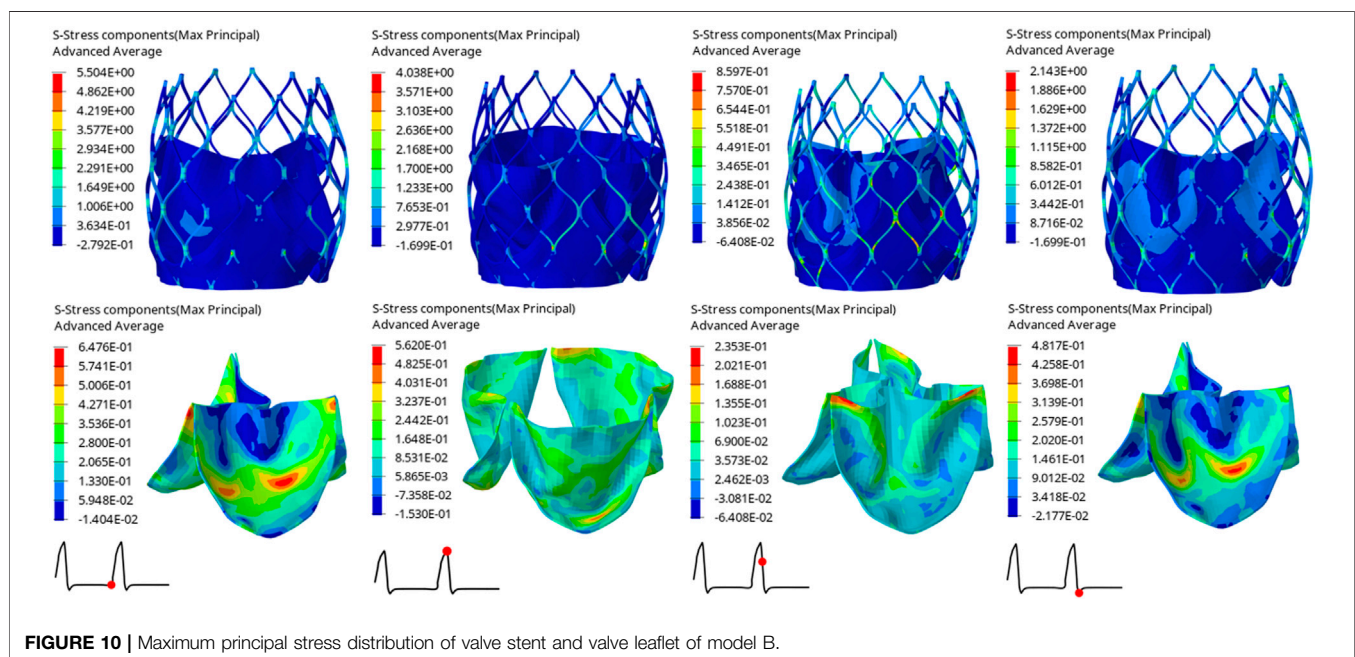 S-Stress components(Max Principal)
Advanced Average
5.504E+00
4.862E+00
4.219E+00
3.577E+00
2.934E+00
2.291E+00
1.649E+00
1.006E+00
3.634E-01
-2.792E-01
S-Stress components(Max Principal)
Advanced Average
4.038E+00
3.571E+00
3.103E+00
2.636E+00
2.168E+00
1.700E+00
1.233E+00
7.653E-01
2.977E-01
-1.699E-01
S-Stress components(Max Principal)
Advanced Average
8.597E-01
7.570E-01
6.544E-01
5.518E-01
4.491E-01
3.465E-01
2.438E-01
1.412E-01
3.856E-02
-6.408E-02
S-Stress components(Max Principal)
Advanced Average
2.143E+00
1.886E+00
1.629E+00
1.372E+00
1.115E+00
8.582E-01
6.012E-01
3.442E-01
8.716E-02
-1.699E-01
S-Stress components(Max Principal)
Advanced Average
6.476E-01
5.741E-01
5.006E-01
4.271E-01
3.536E-01
2.800E-01
2.065E-01
1.330E-01
5.948E-02
-1.404E-02
S-Stress components(Max Principal)
Advanced Average
5.620E-01
4.825E-01
4.031E-01
3.237E-01
2.442E-01
1.648E-01
8.531E-02
5.865E-03
-7.358E-02
-1.530E-01
S-Stress components(Max Principal)
Advanced Average
2.353E-01
2.021E-01
1.688E-01
1.355E-01
1.023E-01
6.900E-02
3.573E-02
2.462E-03
-3.081E-02
-6.408E-02
S-Stress components(Max Principal)
Advanced Average
4.817E-01
4.258E-01
3.698E-01
3.139E-01
2.579E-01
2.020E-01
1.461E-01
9.012E-02
3.418E-02
-2.177E-02
FIGURE 10 | Maximum principal stress distribution of valve stent and valve leaflet of model B.